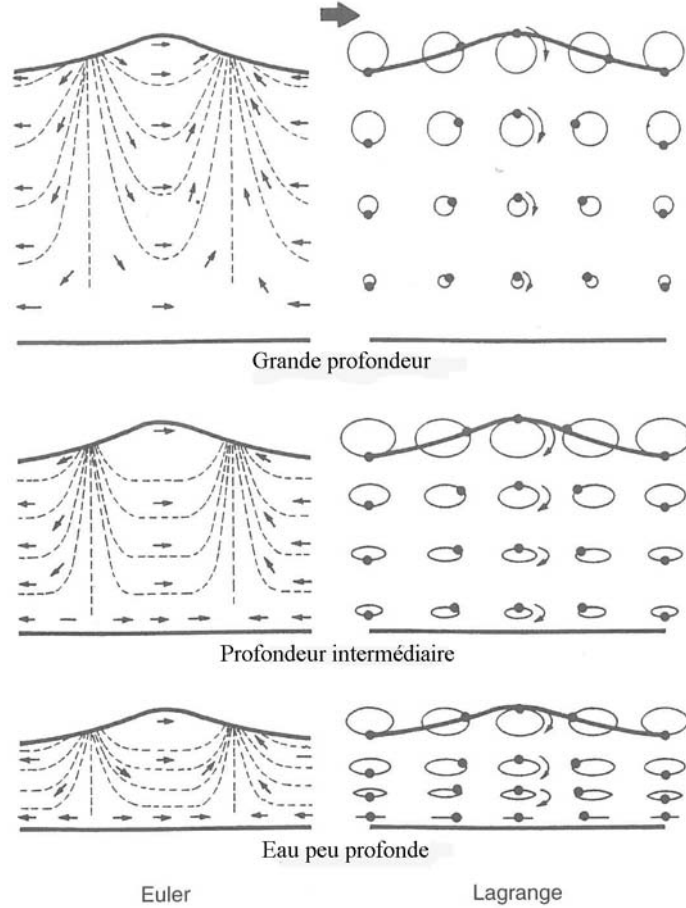 Grande profondeur
Profondeur intermédiaire
Eau peu profonde
Euler
Lagrange